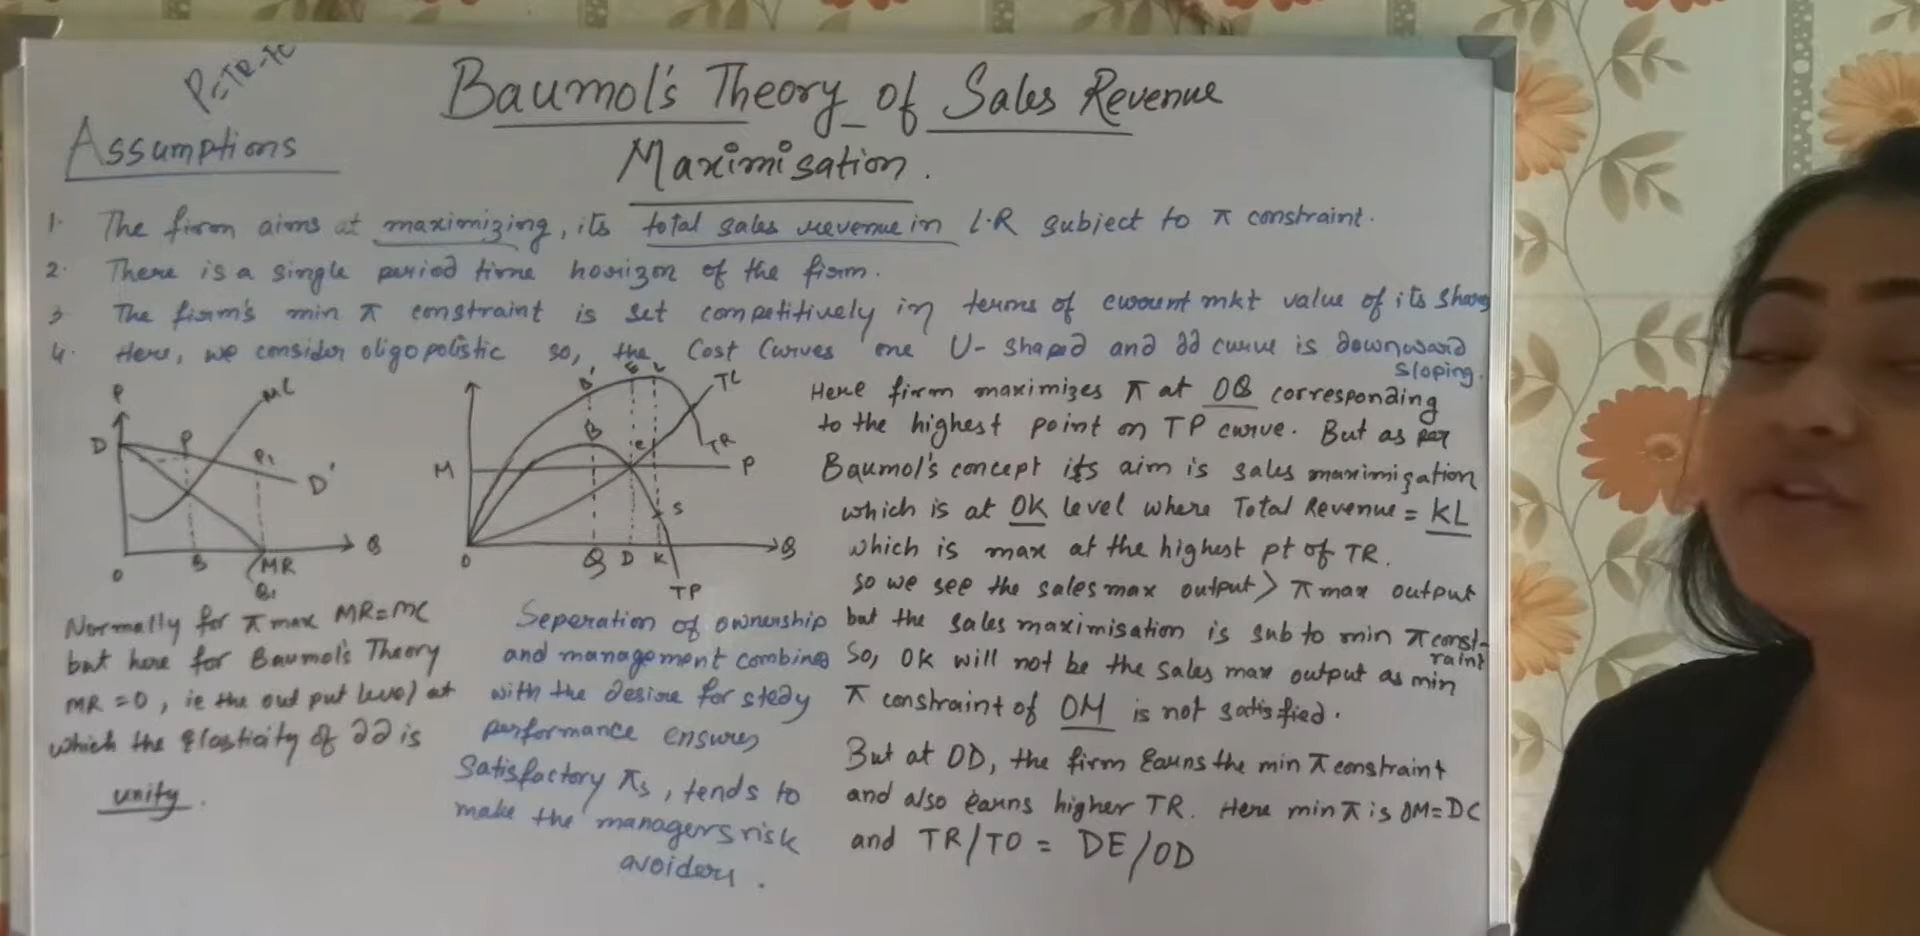 P=TR-TC
Baumol's Theory of Sales Revenue
Maximisation.
Assumptions
1. The firm aims at maximizing, its total sales revenue in L.R subject to π constraint.
2. There is a single period time horizon of the firm.
3. The firm's min π constraint is set competitively in terms of current mkt value of its shares
4. Here, we consider oligopolistic so, the Cost Curves are U-shaped and dd curve is downward
sloping.
P
MC
D
P
P1
D'
O
B
MR
Q1
Q
B'
E
L
TC
TR
B
C
M
P
S
O
Q
D
K
Q
TP
Normally for π max MR=MC
but here for Baumol's Theory
MR=0, ie the out put level at
which the Elasticity of dd is
unity.
Seperation of ownership
and management combined
with the desire for stedy
performance ensures
Satisfactory πs, tends to
make the managers risk
avoiders.
Here firm maximizes π at OQ corresponding
to the highest point on TP curve. But as per
Baumol's concept its aim is sales maximisation
which is at OK level where Total Revenue = KL
which is max at the highest pt of TR.
so we see the sales max output > π max output
but the sales maximisation is sub to min π const-
raint
So, OK will not be the sales max output as min
π constraint of OM is not satisfied.
But at OD, the firm Earns the min π constraint
and also earns higher TR. Here min π is OM=DC
and TR/TO = DE/OD